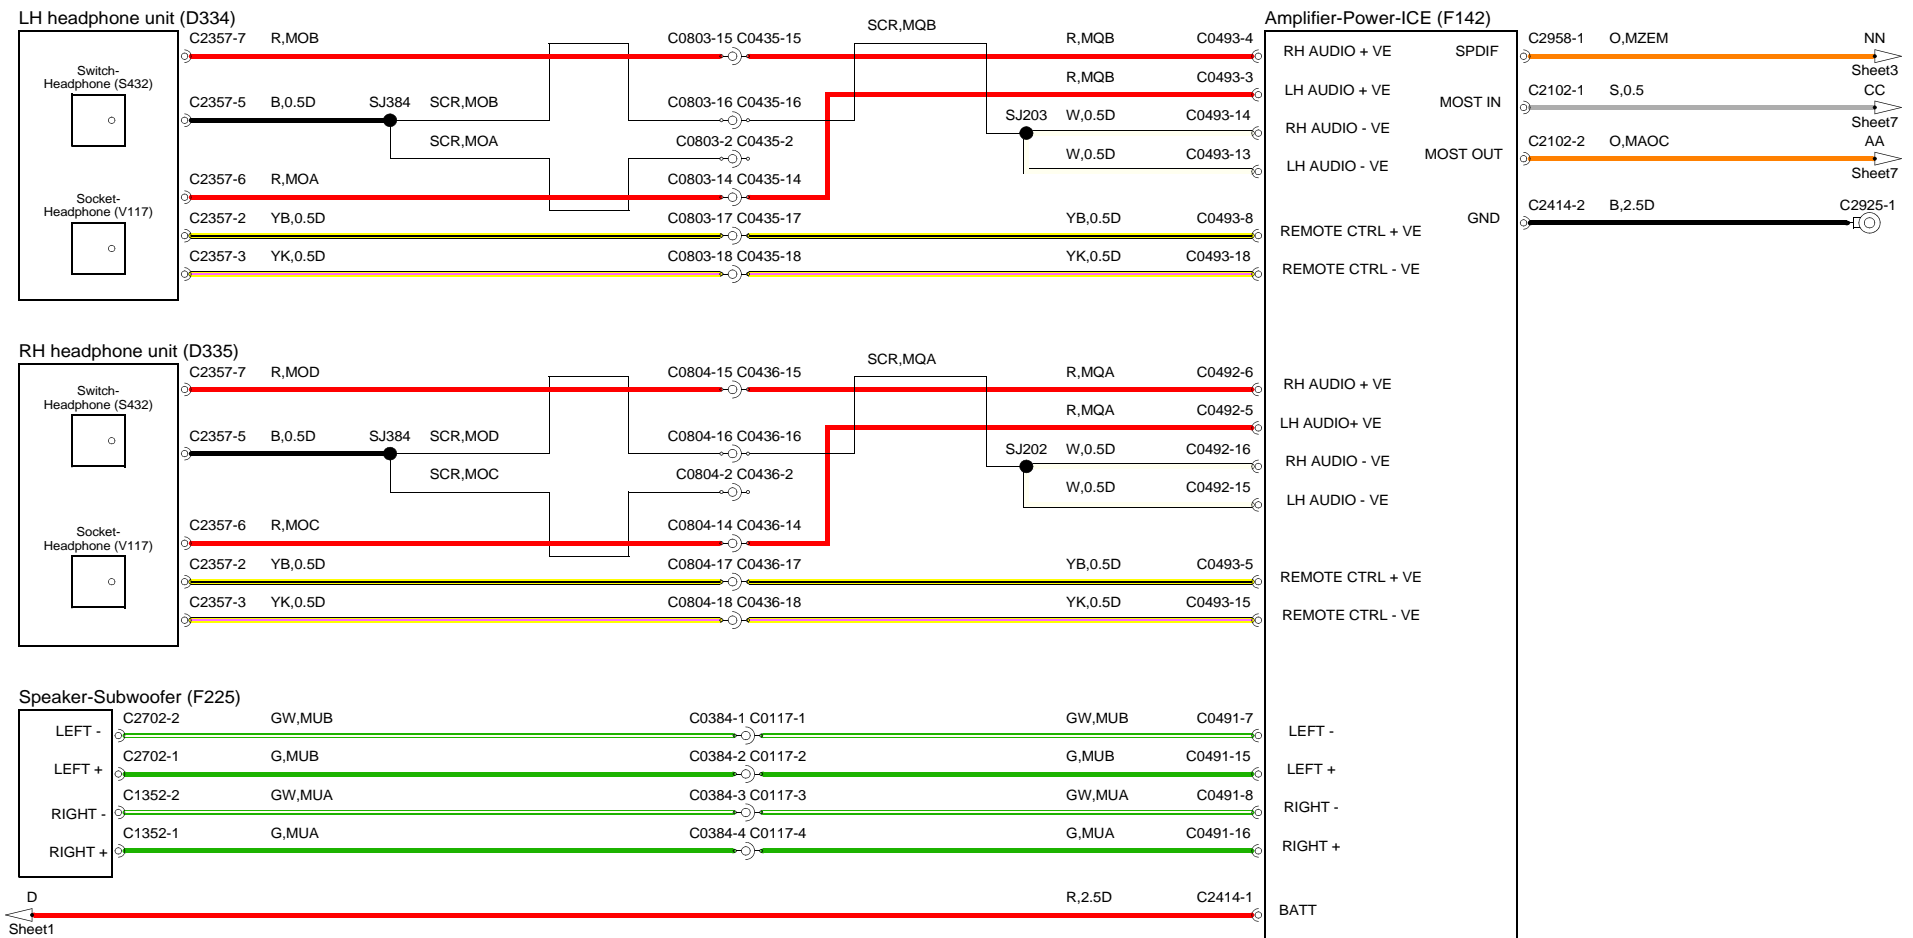 LH headphone unit (D334)
Amplifier-Power-ICE (F142)
SCR,MQB
C2357-7 R,MOB C0803-15 C0435-15 R,MQB C0493-4
RH AUDIO + VE SPDIF C2958-1 O,MZEM NN
Sheet3
Switch-
Headphone (S432)
R,MQB C0493-3
LH AUDIO + VE
C2357-5 B,0.5D SJ384 SCR,MOB C0803-16 C0435-16
MOST IN C2102-1 S,0.5 CC
Sheet7
SJ203 W,0.5D C0493-14
RH AUDIO - VE
SCR,MOA C0803-2 C0435-2
W,0.5D C0493-13
LH AUDIO - VE
MOST OUT C2102-2 O,MAOC AA
Sheet7
C2357-6 R,MOA C0803-14 C0435-14
Socket-
Headphone (V117)
C2357-2 YB,0.5D C0803-17 C0435-17 YB,0.5D C0493-8
REMOTE CTRL + VE
GND C2414-2 B,2.5D C2925-1
C2357-3 YK,0.5D C0803-18 C0435-18 YK,0.5D C0493-18
REMOTE CTRL - VE
RH headphone unit (D335)
SCR,MQA
C2357-7 R,MOD C0804-15 C0436-15 R,MQA C0492-6
RH AUDIO + VE
Switch-
Headphone (S432)
R,MQA C0492-5
LH AUDIO+ VE
C2357-5 B,0.5D SJ384 SCR,MOD C0804-16 C0436-16
SJ202 W,0.5D C0492-16
RH AUDIO - VE
SCR,MOC C0804-2 C0436-2
W,0.5D C0492-15
LH AUDIO - VE
C2357-6 R,MOC C0804-14 C0436-14
Socket-
Headphone (V117)
C2357-2 YB,0.5D C0804-17 C0436-17 YB,0.5D C0493-5
REMOTE CTRL + VE
C2357-3 YK,0.5D C0804-18 C0436-18 YK,0.5D C0493-15
REMOTE CTRL - VE
Speaker-Subwoofer (F225)
LEFT - C2702-2 GW,MUB C0384-1 C0117-1 GW,MUB C0491-7 LEFT -
LEFT + C2702-1 G,MUB C0384-2 C0117-2 G,MUB C0491-15 LEFT +
RIGHT - C1352-2 GW,MUA C0384-3 C0117-3 GW,MUA C0491-8 RIGHT -
RIGHT + C1352-1 G,MUA C0384-4 C0117-4 G,MUA C0491-16 RIGHT +
D R,2.5D C2414-1 BATT
Sheet1